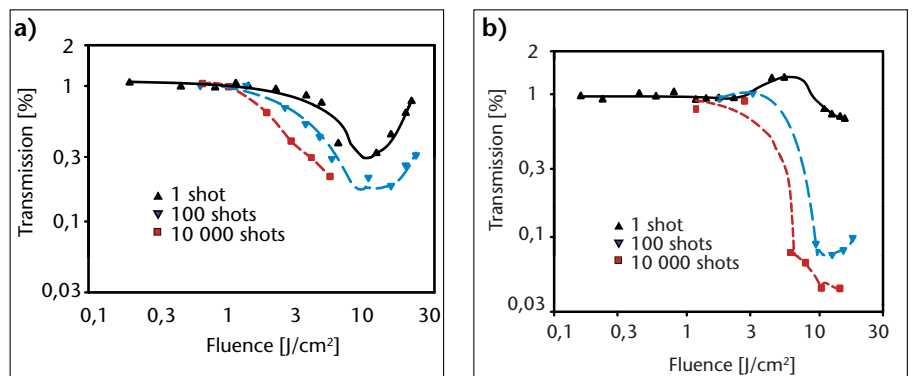 a)
Transmission [%]
2
1
0,3
0,1
0,03
1 shot
100 shots
10 000 shots
0,1 0,3 1 3 10 30
Fluence [J/cm²]
b)
Transmission [%]
2
1
0,3
0,1
0,03
1 shot
100 shots
10 000 shots
0,1 0,3 1 3 10 30
Fluence [J/cm²]